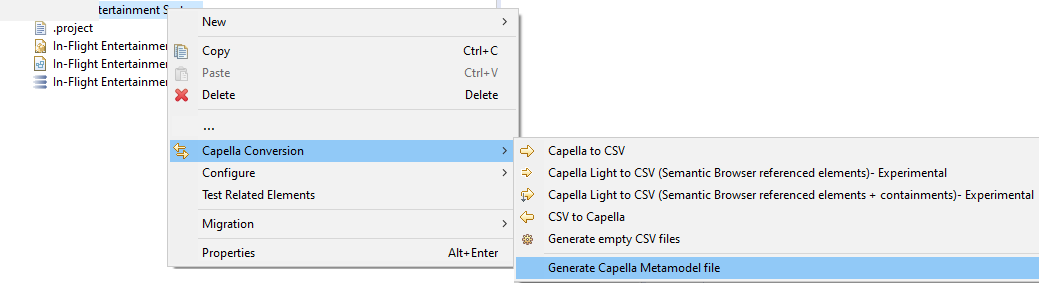 tertainment S
.project
In-Flight Entertainme
In-Flight Entertainme
In-Flight Entertainme
New
Copy Ctrl+C
Paste Ctrl+V
Delete Delete
...
Capella Conversion
Configure
Test Related Elements
Migration
Properties Alt+Enter
Capella to CSV
Capella Light to CSV (Semantic Browser referenced elements)- Experimental
Capella Light to CSV (Semantic Browser referenced elements + containments)- Experimental
CSV to Capella
Generate empty CSV files
Generate Capella Metamodel file